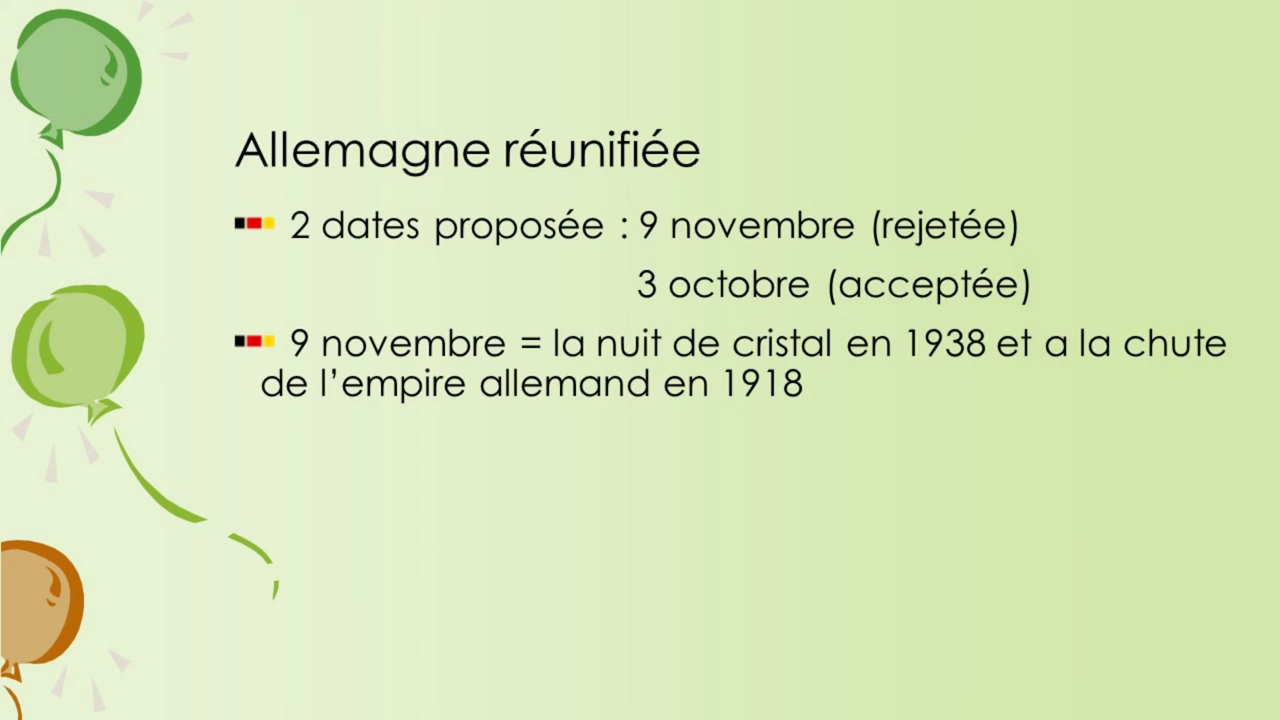 Allemagne réunifiée
2 dates proposée : 9 novembre (rejetée)
3 octobre (acceptée)
9 novembre = la nuit de cristal en 1938 et a la chute
de l’empire allemand en 1918